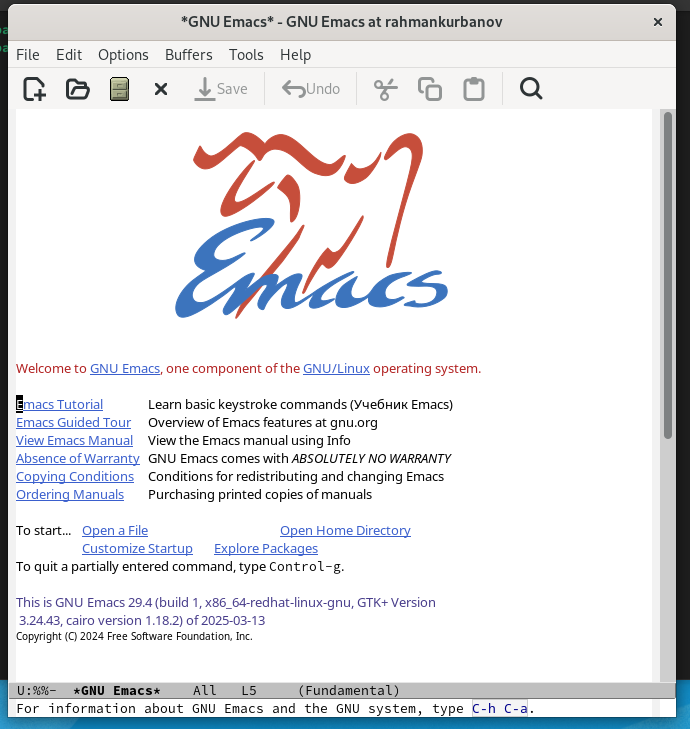 *GNU Emacs* - GNU Emacs at rahmankurbanov
File Edit Options Buffers Tools Help
Save Undo
Emacs
Welcome to GNU Emacs, one component of the GNU/Linux operating system.
Emacs Tutorial Learn basic keystroke commands (Учебник Emacs)
Emacs Guided Tour Overview of Emacs features at gnu.org
View Emacs Manual View the Emacs manual using Info
Absence of Warranty GNU Emacs comes with ABSOLUTELY NO WARRANTY
Copying Conditions Conditions for redistributing and changing Emacs
Ordering Manuals Purchasing printed copies of manuals
To start... Open a File Open Home Directory
Customize Startup Explore Packages
To quit a partially entered command, type Control-g.
This is GNU Emacs 29.4 (build 1, x86_64-redhat-linux-gnu, GTK+ Version
3.24.43, cairo version 1.18.2) of 2025-03-13
Copyright (C) 2024 Free Software Foundation, Inc.
U:%%- *GNU Emacs* All L5 (Fundamental)
For information about GNU Emacs and the GNU system, type C-h C-a.